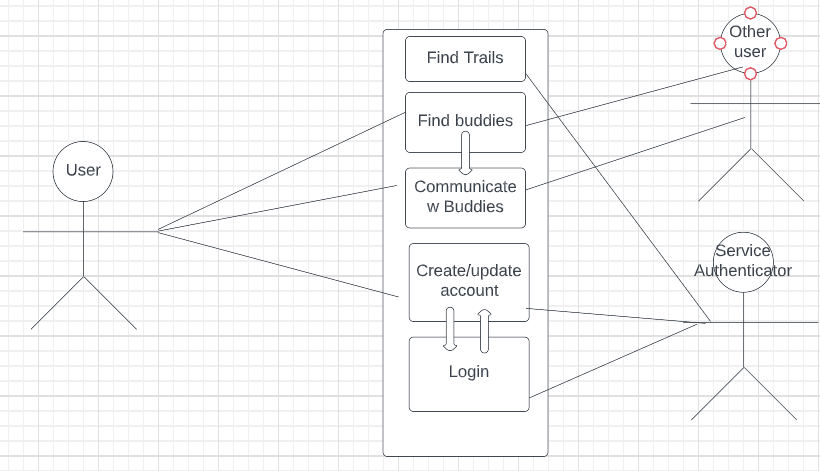 Find Trails
Other
user
Find buddies
User
Communicate
w Buddies
Service
Authenticator
Create/update
account
Login